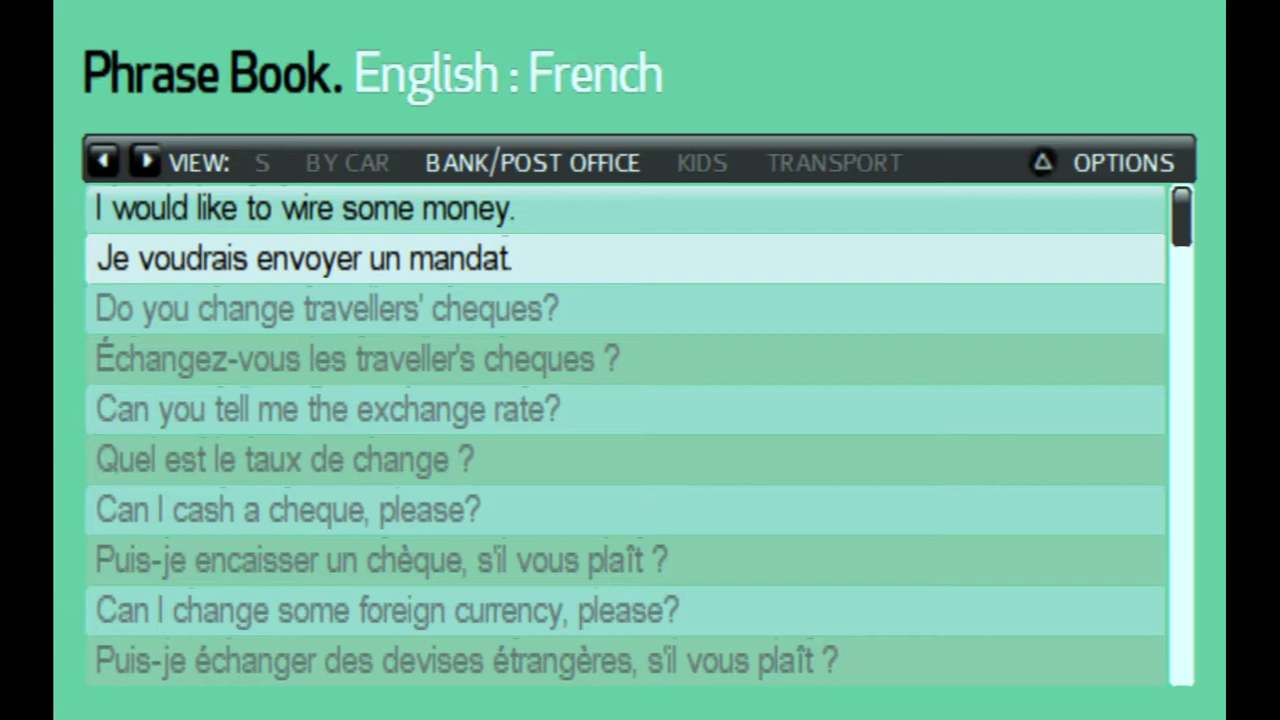 Phrase Book. English : French
VIEW: S BY CAR BANK/POST OFFICE KIDS TRANSPORT OPTIONS
I would like to wire some money.
Je voudrais envoyer un mandat.
Do you change travellers' cheques?
Échangez-vous les traveller's cheques ?
Can you tell me the exchange rate?
Quel est le taux de change ?
Can I cash a cheque, please?
Puis-je encaisser un chèque, s'il vous plaît ?
Can I change some foreign currency, please?
Puis-je échanger des devises étrangères, s'il vous plaît ?